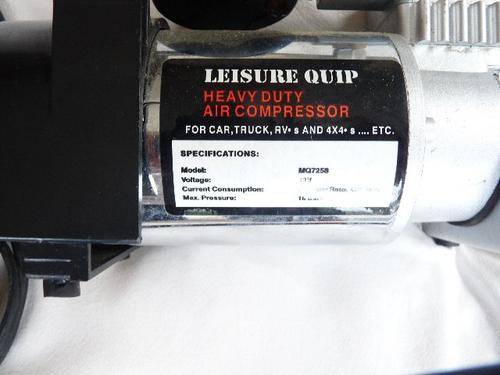 LEISURE QUIP
HEAVY DUTY
AIR COMPRESSOR
FOR CAR, TRUCK, RV• s AND 4X4• s .... ETC.
SPECIFICATIONS:
Model: MQ7258
Voltage:
Current Consumption:
Max. Pressure: